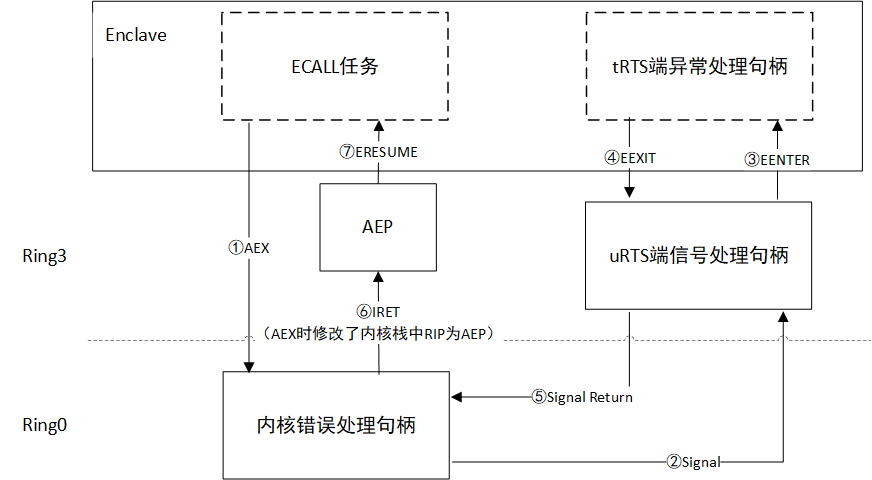 Enclave
ECALL任务
tRTS端异常处理句柄
⑦ERESUME
④EEXIT
③EENTER
AEP
①AEX
Ring3
uRTS端信号处理句柄
⑥IRET
（AEX时修改了内核栈中RIP为AEP）
⑤Signal Return
Ring0
内核错误处理句柄
②Signal